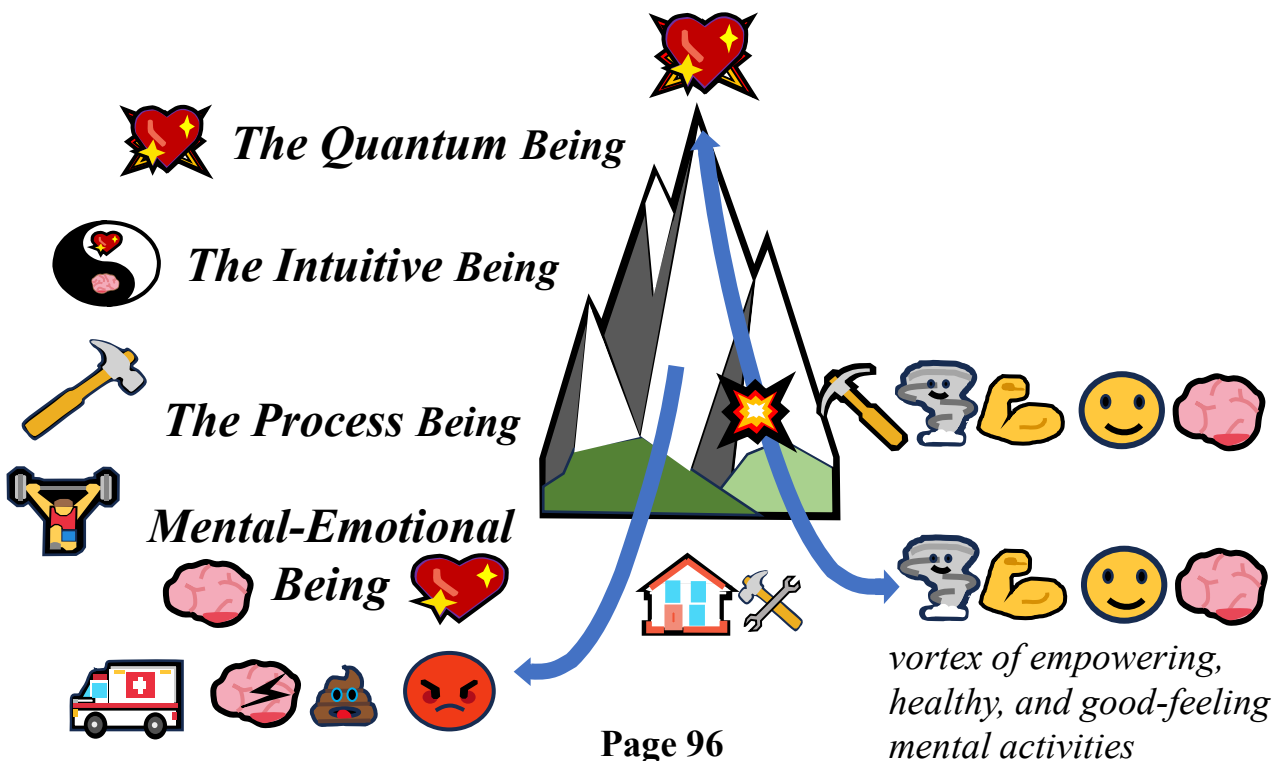 The Quantum Being
The Intuitive Being
The Process Being
Mental-Emotional
Being
vortex of empowering,
healthy, and good-feeling
mental activities
Page 96